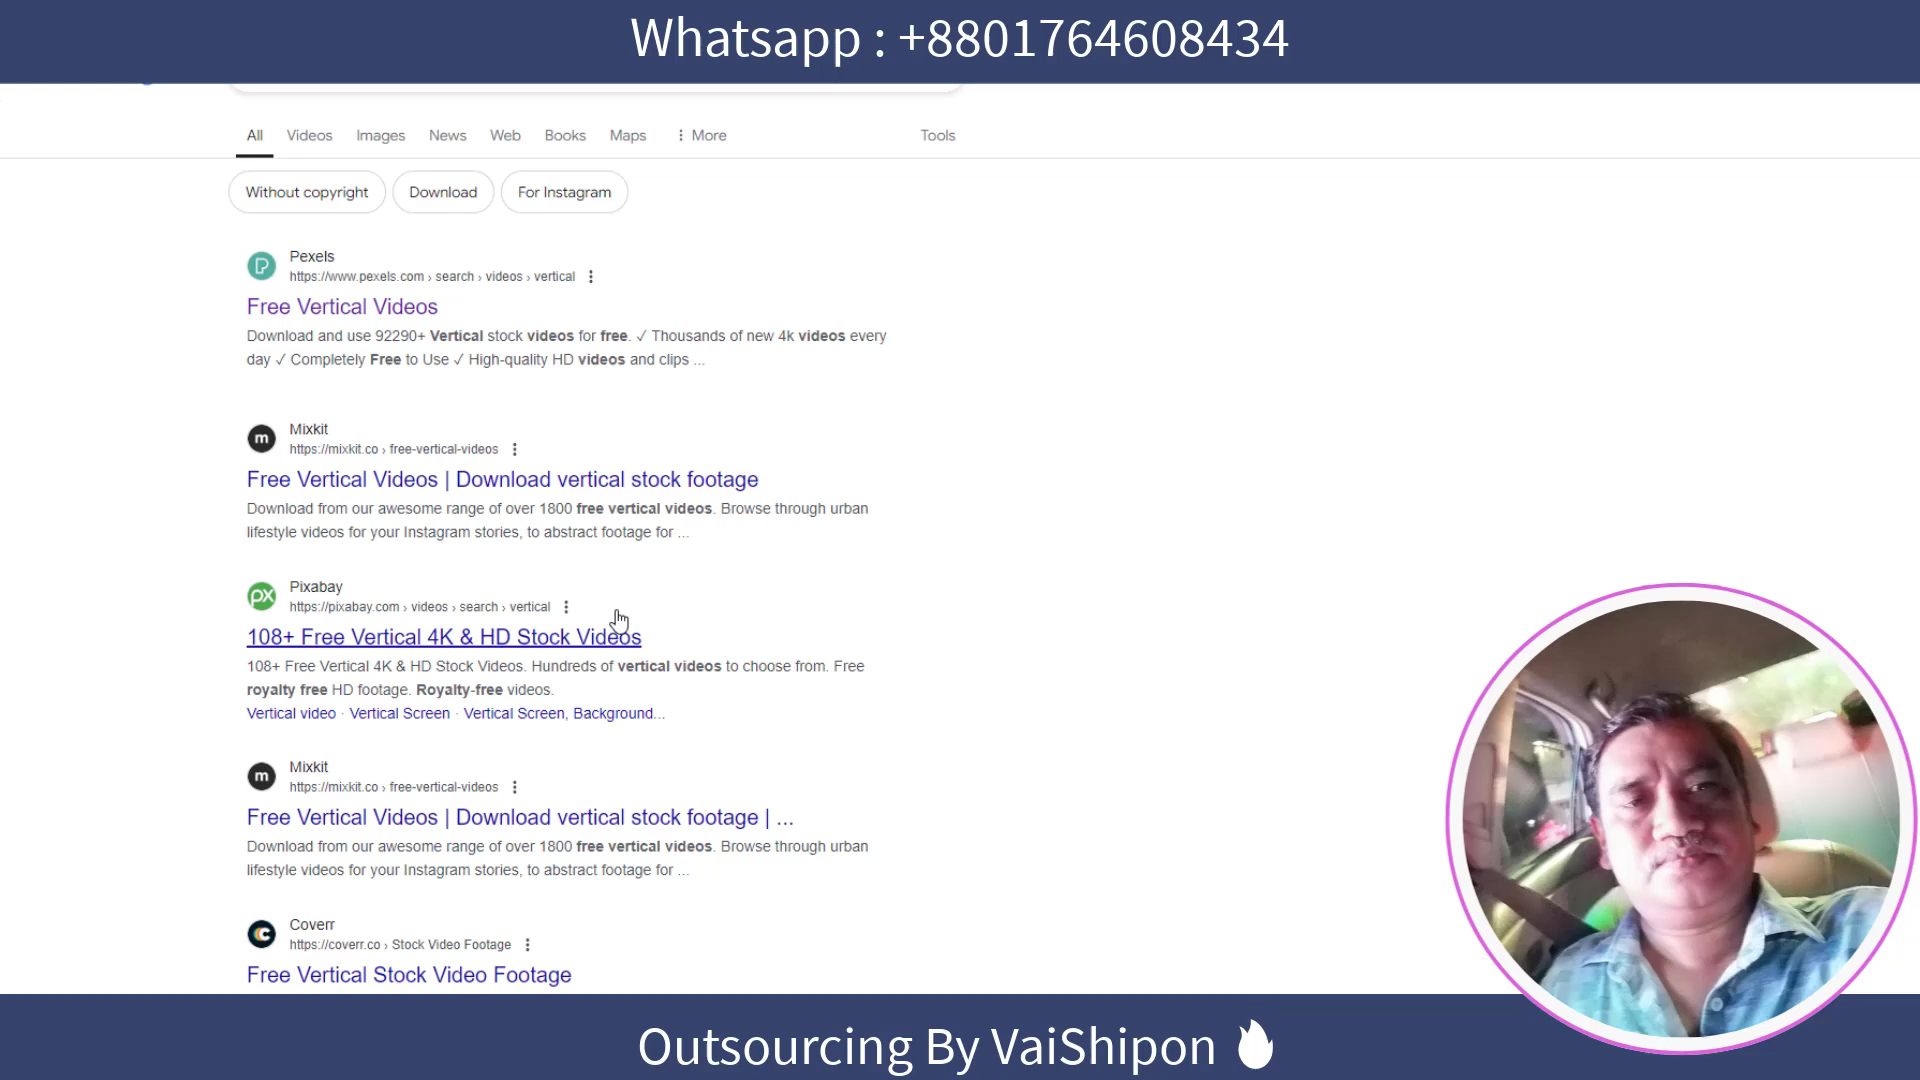 Whatsapp : +8801764608434
All Videos Images News Web Books Maps More Tools
Without copyright Download For Instagram
Pexels
https://www.pexels.com › search › videos › vertical
Free Vertical Videos
Download and use 92290+ Vertical stock videos for free. ✓ Thousands of new 4k videos every
day ✓ Completely Free to Use ✓ High-quality HD videos and clips ...
m
Mixkit
https://mixkit.co › free-vertical-videos
Free Vertical Videos | Download vertical stock footage
Download from our awesome range of over 1800 free vertical videos. Browse through urban
lifestyle videos for your Instagram stories, to abstract footage for ...
px
Pixabay
https://pixabay.com › videos › search › vertical
108+ Free Vertical 4K & HD Stock Videos
108+ Free Vertical 4K & HD Stock Videos. Hundreds of vertical videos to choose from. Free
royalty free HD footage. Royalty-free videos.
Vertical video · Vertical Screen · Vertical Screen, Background...
m
Mixkit
https://mixkit.co › free-vertical-videos
Free Vertical Videos | Download vertical stock footage | ...
Download from our awesome range of over 1800 free vertical videos. Browse through urban
lifestyle videos for your Instagram stories, to abstract footage for ...
Coverr
https://coverr.co › Stock Video Footage
Free Vertical Stock Video Footage
Outsourcing By VaiShipon